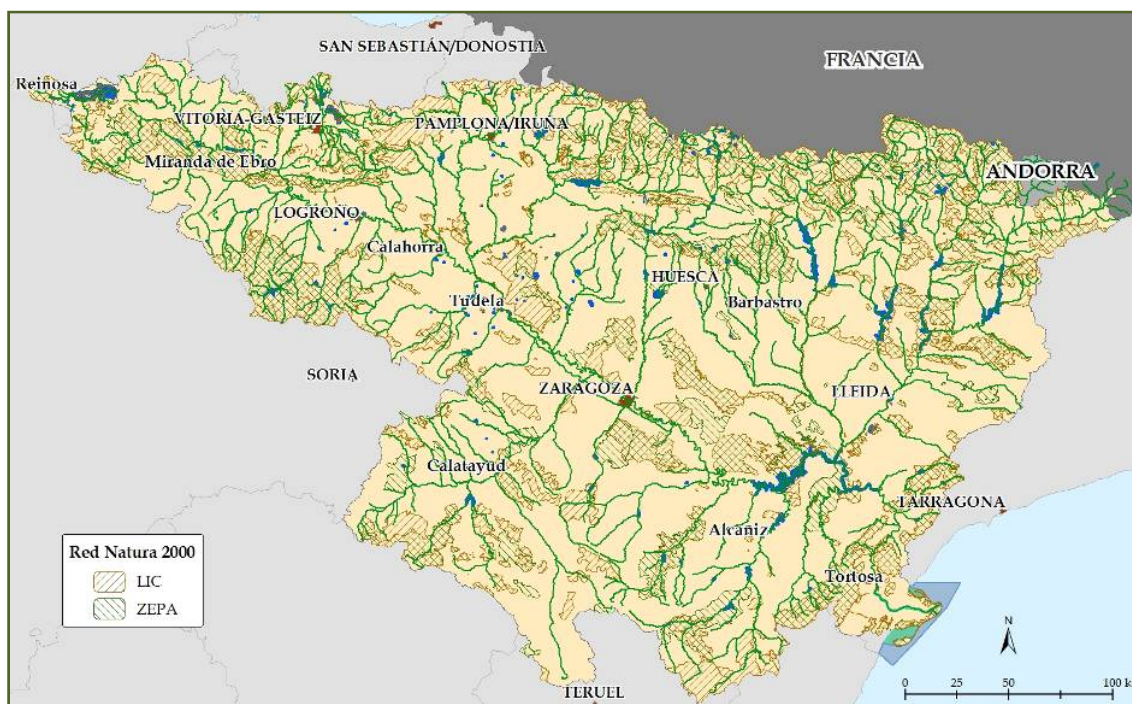 SAN SEBASTIÁN/DONOSTIA
FRANCIA
Reinosa
VITORIA-GASTEIZ
PAMPLONA/IRUÑA
Miranda de Ebro
ANDORRA
LOGROÑO
Calahorra
HUESCA
Tudela
Barbastro
SORIA
ZARAGOZA
LLEIDA
Calatayud
TARRAGONA
Alcañiz
Red Natura 2000
LIC
ZEPA
Tortosa
N
0 25 50 100 k
TERUEL